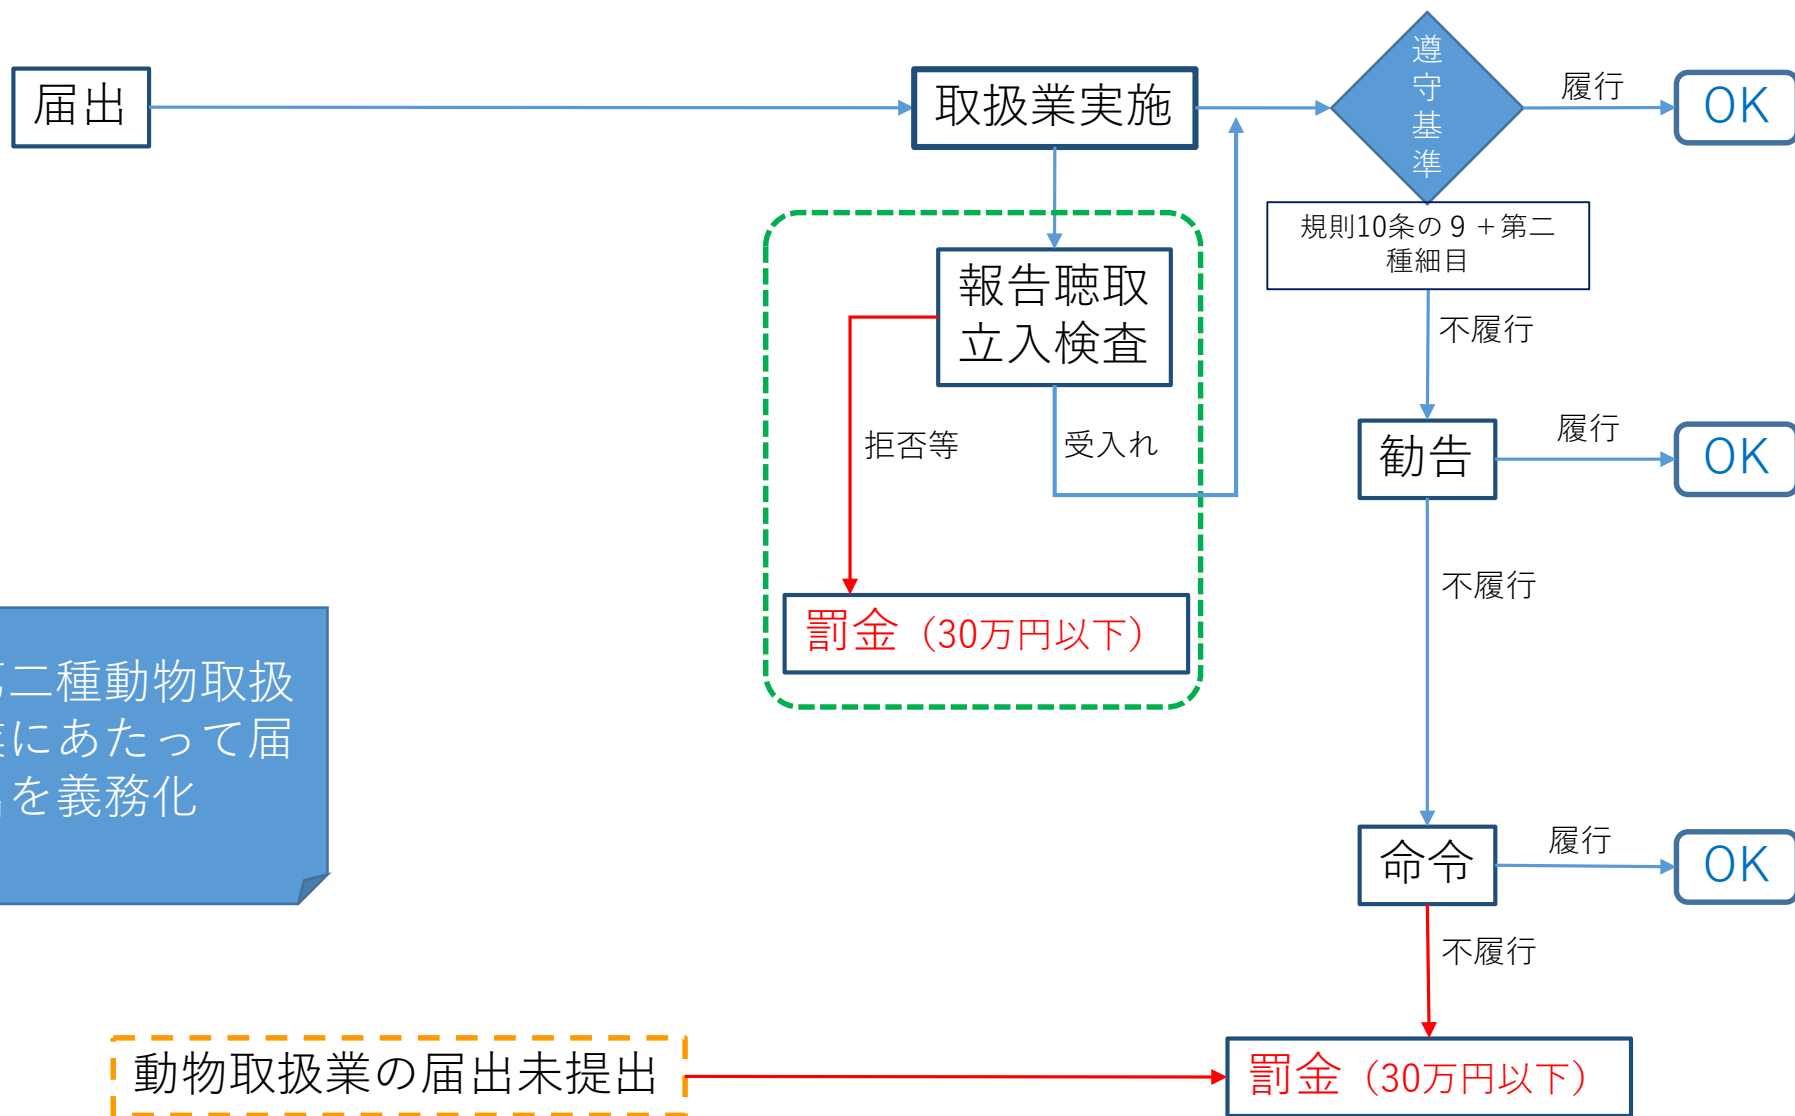 届出
取扱業実施
遵守基準
履行
OK
規則10条の９＋第二
種細目
報告聴取
立入検査
不履行
拒否等
受入れ
勧告
履行
OK
不履行
罰金（30万円以下）
二種動物取扱
にあたって届
を義務化
命令
履行
OK
不履行
動物取扱業の届出未提出
罰金（30万円以下）